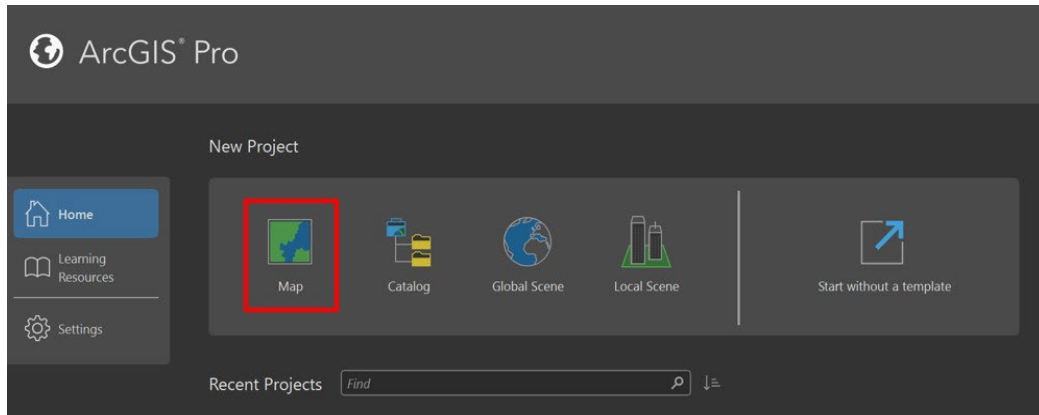 ArcGIS® Pro
New Project
Home
Learning
Resources
Settings
Map
Catalog
Global Scene
Local Scene
Start without a template
Recent Projects
Find